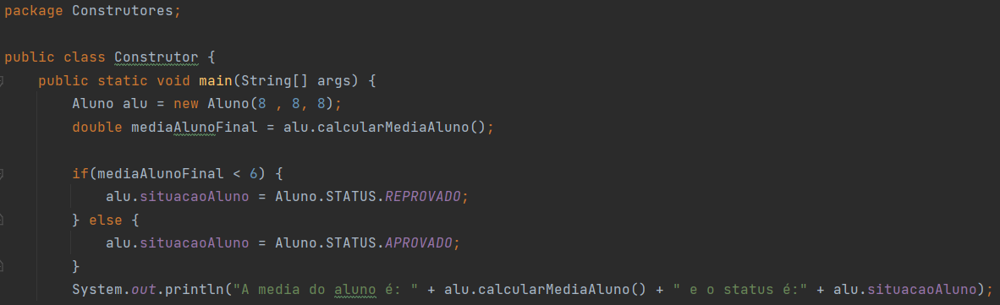 package Construtores;
public class Construtor {
public static void main(String[] args) {
Aluno alu = new Aluno(8 , 8, 8);
double mediaAlunoFinal = alu.calcularMediaAluno();
if(mediaAlunoFinal < 6) {
alu.situacaoAluno = Aluno.STATUS.REPROVADO;
} else {
alu.situacaoAluno = Aluno.STATUS.APROVADO;
}
System.out.println("A media do aluno é: " + alu.calcularMediaAluno() + " e o status é:" + alu.situacaoAluno);